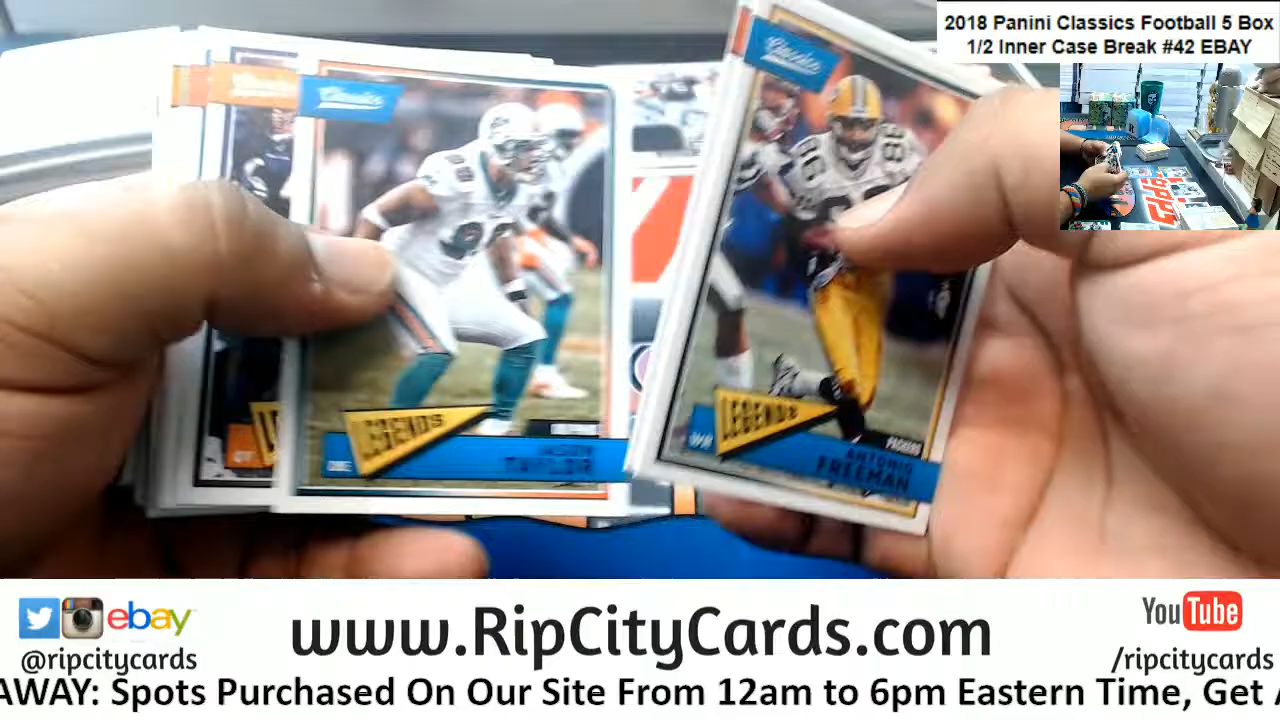 2018 Panini Classics Football 5 Box
1/2 Inner Case Break #42 EBAY
Classics
Classics
LEGENDS
JASON
TAYLOR
LEGENDS
PACKERS
ANTONIO
FREEMAN
ebay
@ripcitycards
www.RipCityCards.com
YouTube
/ripcitycards
AWAY: Spots Purchased On Our Site From 12am to 6pm Eastern Time, Get